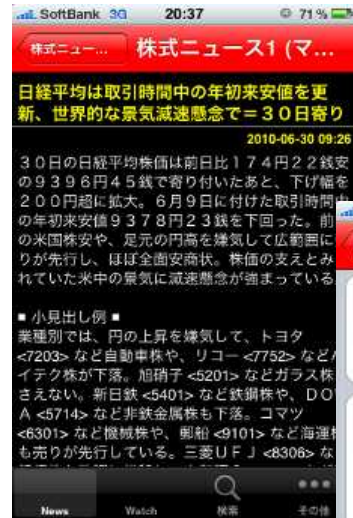 SoftBank 3G 20:37 71%
株式ニュー... 株式ニュース1 (マ...
日経平均は取引時間中の年初来安値を更
新、世界的な景気減速懸念で＝３０日寄り
2010-06-30 09:26
３０日の日経平均株価は前日比１７４円２２銭安
の９３９６円４５銭で寄り付いたあと、下げ幅を
２００円超に拡大。６月９日に付けた取引時間
の年初来安値９３７８円２３銭を下回った。前
の米国株安や、足元の円高を嫌気して広範囲に
りが先行し、ほぼ全面安商状。株価の支えとみ
れていた米中の景気に減速懸念が強まっている
■ 小見出し例 ■
業種別では、円の上昇を嫌気して、トヨタ
<7203> など自動車株や、リコー <7752> など
イテク株が下落。旭硝子 <5201> などガラス株
さえない。新日鉄 <5401> など鉄鋼株や、ＤＯ
Ａ <5714> など非鉄金属株も下落。コマツ
<6301> など機械株や、郵船 <9101> など海運
も売りが先行している。三菱ＵＦＪ <8306> な
News Watch 検索 その他